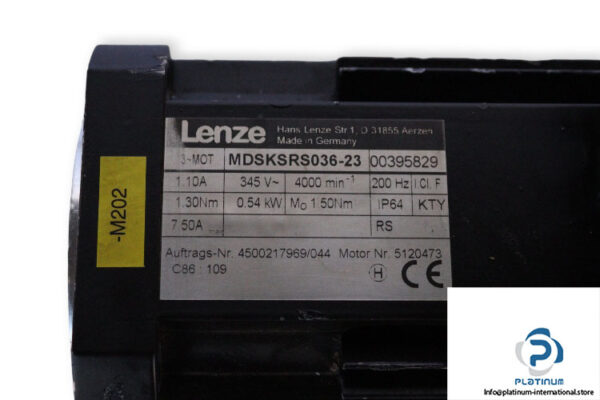 Lenze Hans Lenze Str.1, D 31855 Aerzen
Made in Germany
3~MOT MDSKSRS036-23 00395829
1.10A 345 V~ 4000 min⁻¹ 200 Hz I.Cl. F
1.30Nm 0.54 kW M₀ 1.50Nm IP64 KTY
7.50A max RS
Auftrags-Nr. 4500217969/044 Motor Nr. 5120473
C86 : 109
H CE
-M202
P
PLATINUM
Info@platinum-international.store